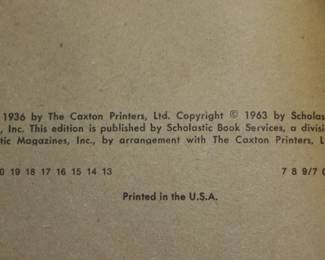 1936 by The Caxton Printers, Ltd. Copyright © 1963 by Scholas
, Inc. This edition is published by Scholastic Book Services, a divisi
tic Magazines, Inc., by arrangement with The Caxton Printers, L
0 19 18 17 16 15 14 13 7 8 9/7 0
Printed in the U.S.A.